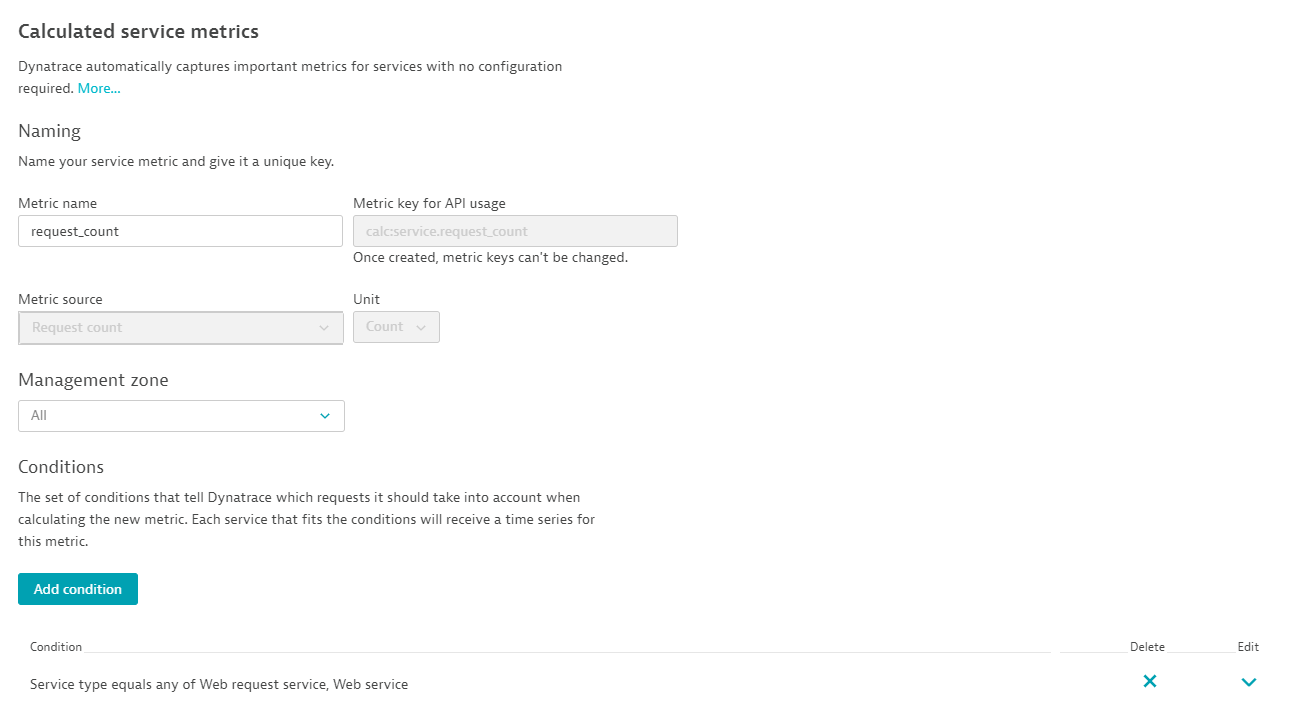 Calculated service metrics
Dynatrace automatically captures important metrics for services with no configuration
required. More...
Naming
Name your service metric and give it a unique key.
Metric name
Metric key for API usage
request_count
calc:service.request_count
Once created, metric keys can't be changed.
Metric source
Unit
Request count
Count
Management zone
All
Conditions
The set of conditions that tell Dynatrace which requests it should take into account when
calculating the new metric. Each service that fits the conditions will receive a time series for
this metric.
Add condition
Condition
Delete
Edit
Service type equals any of Web request service, Web service